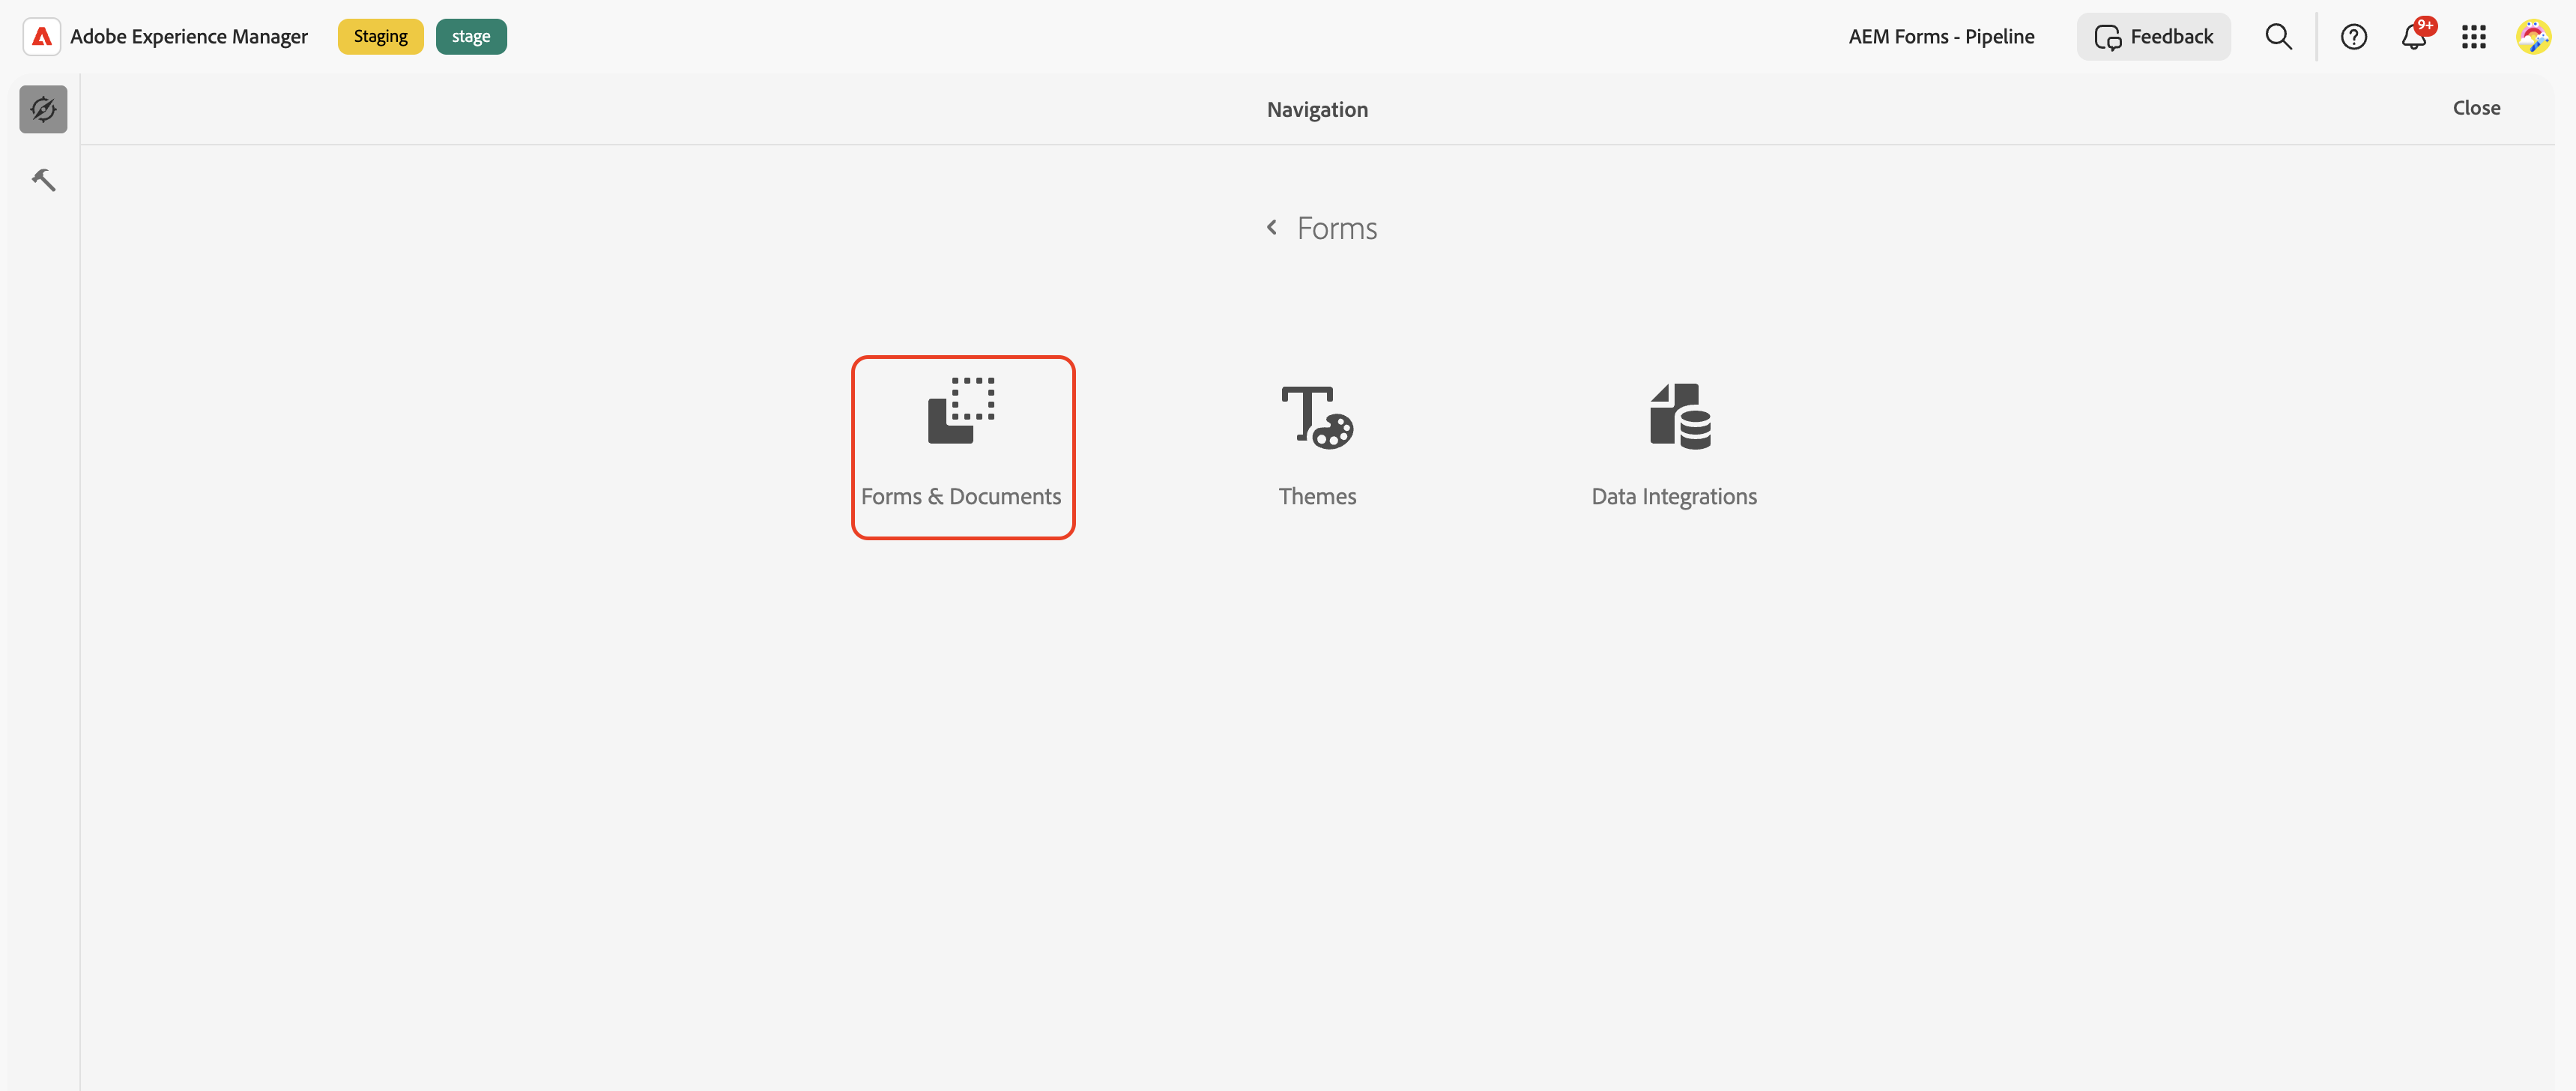 Adobe Experience Manager Staging stage AEM Forms - Pipeline Feedback 9+
Navigation Close
Forms
Forms & Documents Themes Data Integrations